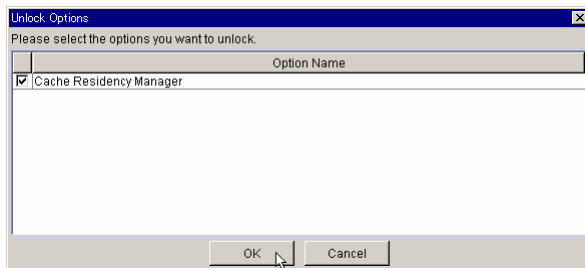 Unlock Options
Please select the options you want to unlock.
Option Name
Cache Residency Manager
OK Cancel